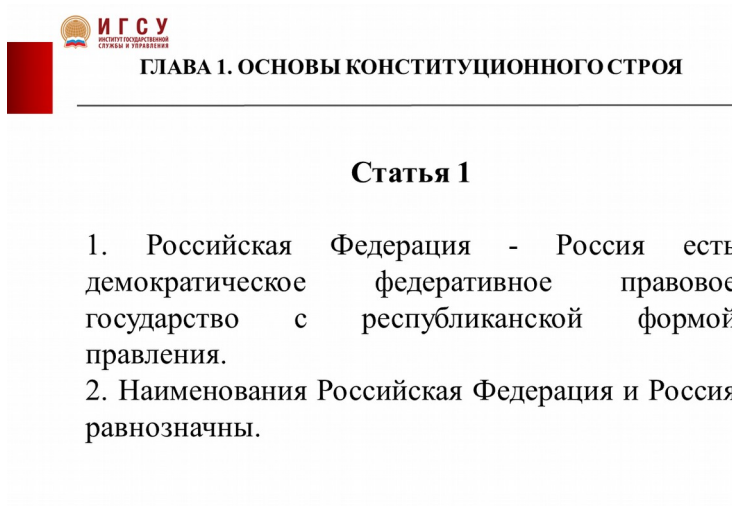 ИГСУ
ИНСТИТУТ ГОСУДАРСТВЕННОЙ
СЛУЖБЫ И УПРАВЛЕНИЯ
ГЛАВА 1. ОСНОВЫ КОНСТИТУЦИОННОГО СТРОЯ
Статья 1
1. Российская Федерация - Россия есть
демократическое федеративное правовое
государство с республиканской формой
правления.
2. Наименования Российская Федерация и Россия
равнозначны.